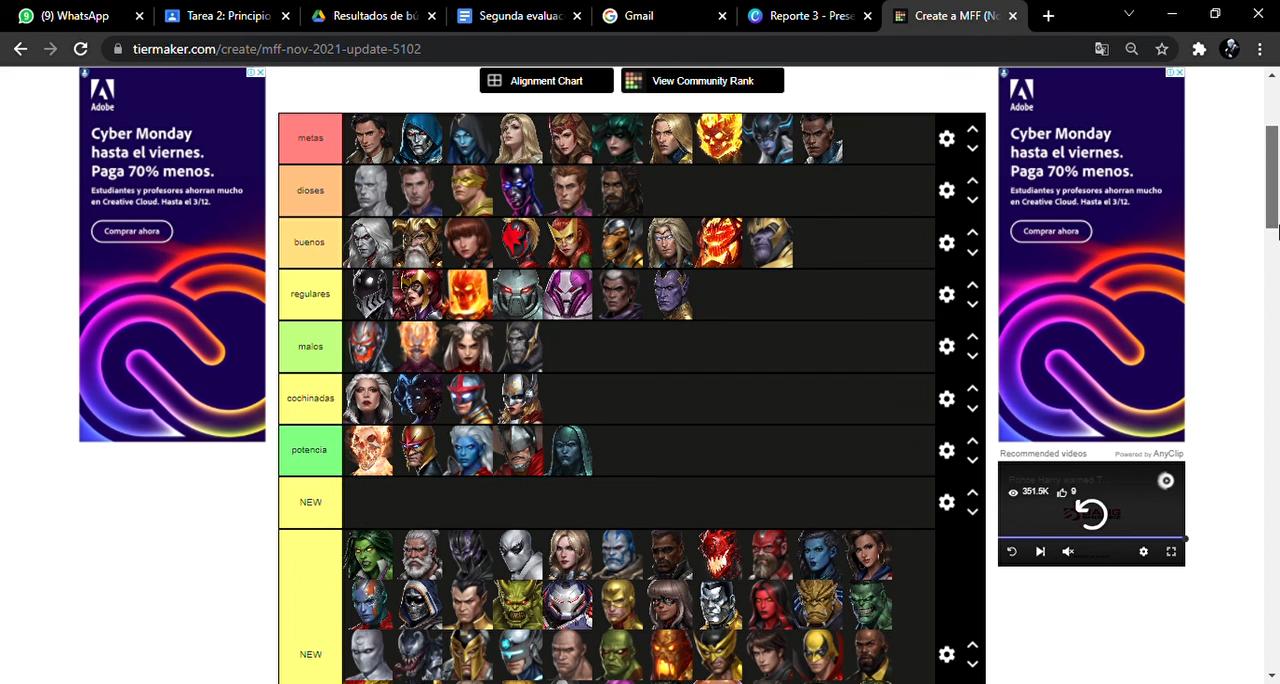 (9) WhatsApp
Tarea 2: Principio
Resultados de bú
Segunda evaluac
Gmail
Reporte 3 - Prese
Create a MFF (No
tiermaker.com/create/mff-nov-2021-update-5102
Alignment Chart
View Community Rank
Adobe
Cyber Monday
hasta el viernes.
Paga 70% menos.
Estudiantes y profesores ahorran mucho
en Creative Cloud. Hasta el 3/12.
Comprar ahora
metas
dioses
buenos
regulares
malos
cochinadas
potencia
NEW
NEW
Adobe
Cyber Monday
hasta el viernes.
Paga 70% menos.
Estudiantes y profesores ahorran mucho
en Creative Cloud. Hasta el 3/12.
Comprar ahora
Recommended videos
Powered by AnyClip
Prince Harry warned T...
351.5K
9